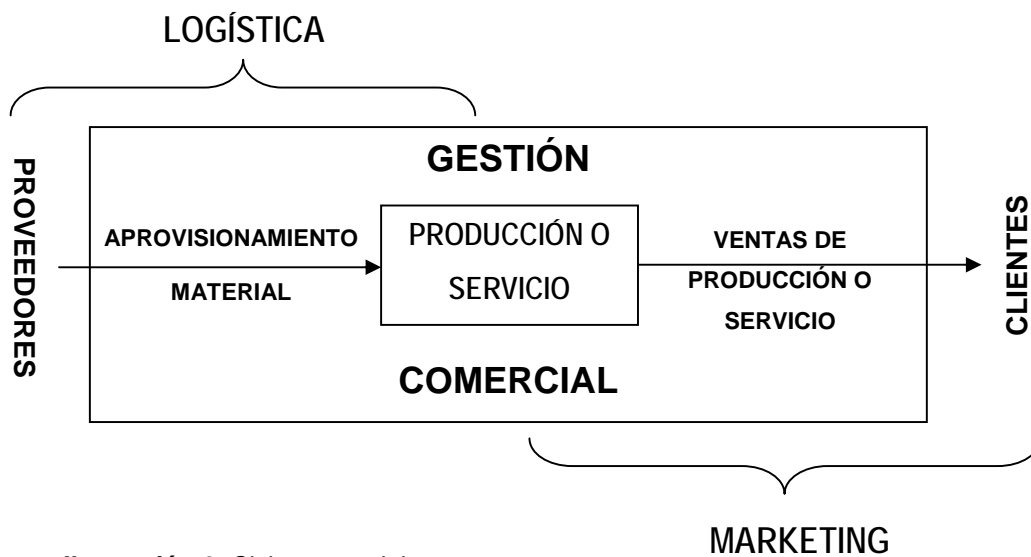 LOGÍSTICA
GESTIÓN
PROVEEDORES
APROVISIONAMIENTO
MATERIAL
PRODUCCIÓN O
SERVICIO
VENTAS DE
PRODUCCIÓN O
SERVICIO
CLIENTES
COMERCIAL
MARKETING